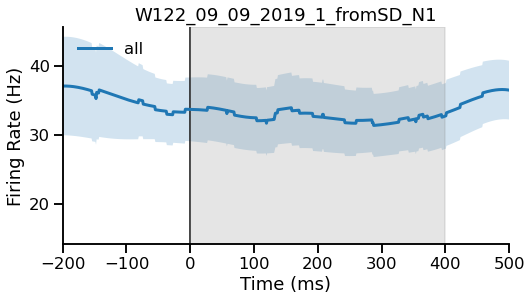 W122_09_09_2019_1_fromSD_N1
all
Firing Rate (Hz)
40
30
20
−200 −100 0 100 200 300 400 500
Time (ms)